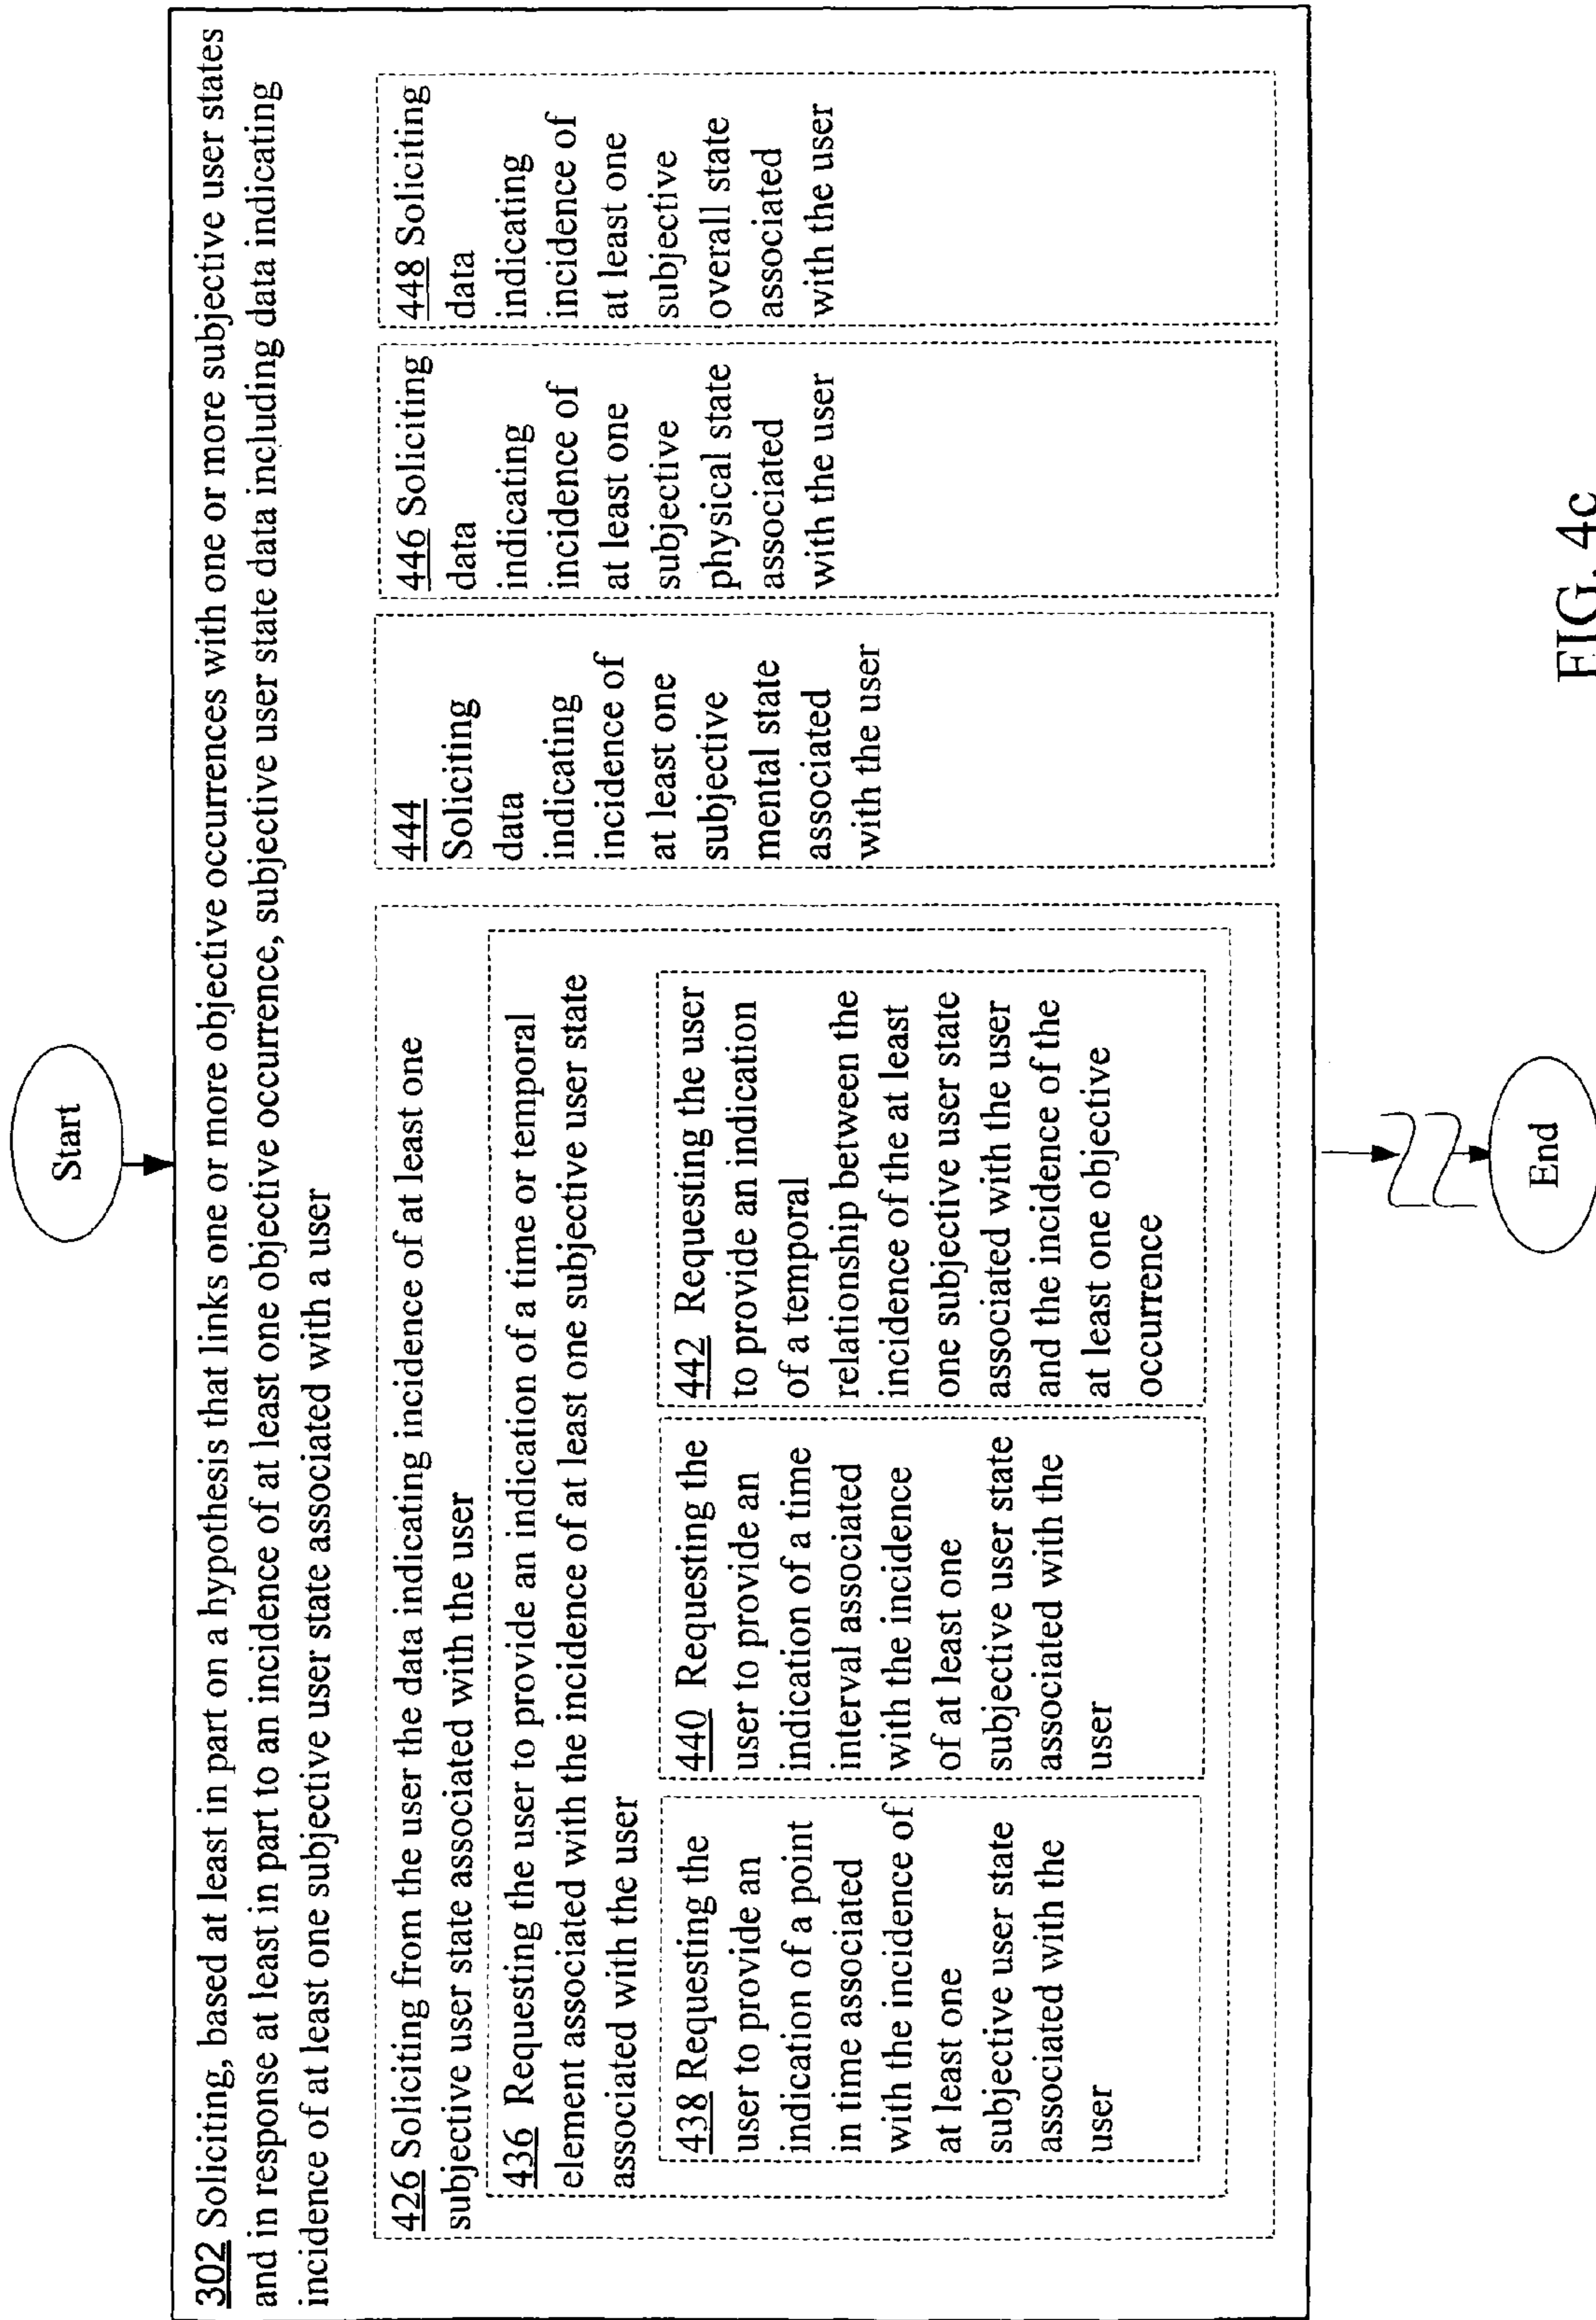 Start
302 Soliciting, based at least in part on a hypothesis that links one or more objective occurrences with one or more subjective user states
and in response at least in part to an incidence of at least one objective occurrence, subjective user state data including data indicating
incidence of at least one subjective user state associated with a user
426 Soliciting from the user the data indicating incidence of at least one
subjective user state associated with the user
436 Requesting the user to provide an indication of a time or temporal
element associated with the incidence of at least one subjective user state
associated with the user
438 Requesting the
user to provide an
indication of a point
in time associated
with the incidence of
at least one
subjective user state
associated with the
user
440 Requesting the
user to provide an
indication of a time
interval associated
with the incidence
of at least one
subjective user state
associated with the
user
442 Requesting the user
to provide an indication
of a temporal
relationship between the
incidence of the at least
one subjective user state
associated with the user
and the incidence of the
at least one objective
occurrence
444
Soliciting
data
indicating
incidence of
at least one
subjective
mental state
associated
with the user
446 Soliciting
data
indicating
incidence of
at least one
subjective
physical state
associated
with the user
448 Soliciting
data
indicating
incidence of
at least one
subjective
overall state
associated
with the user
End
FIG. 4c